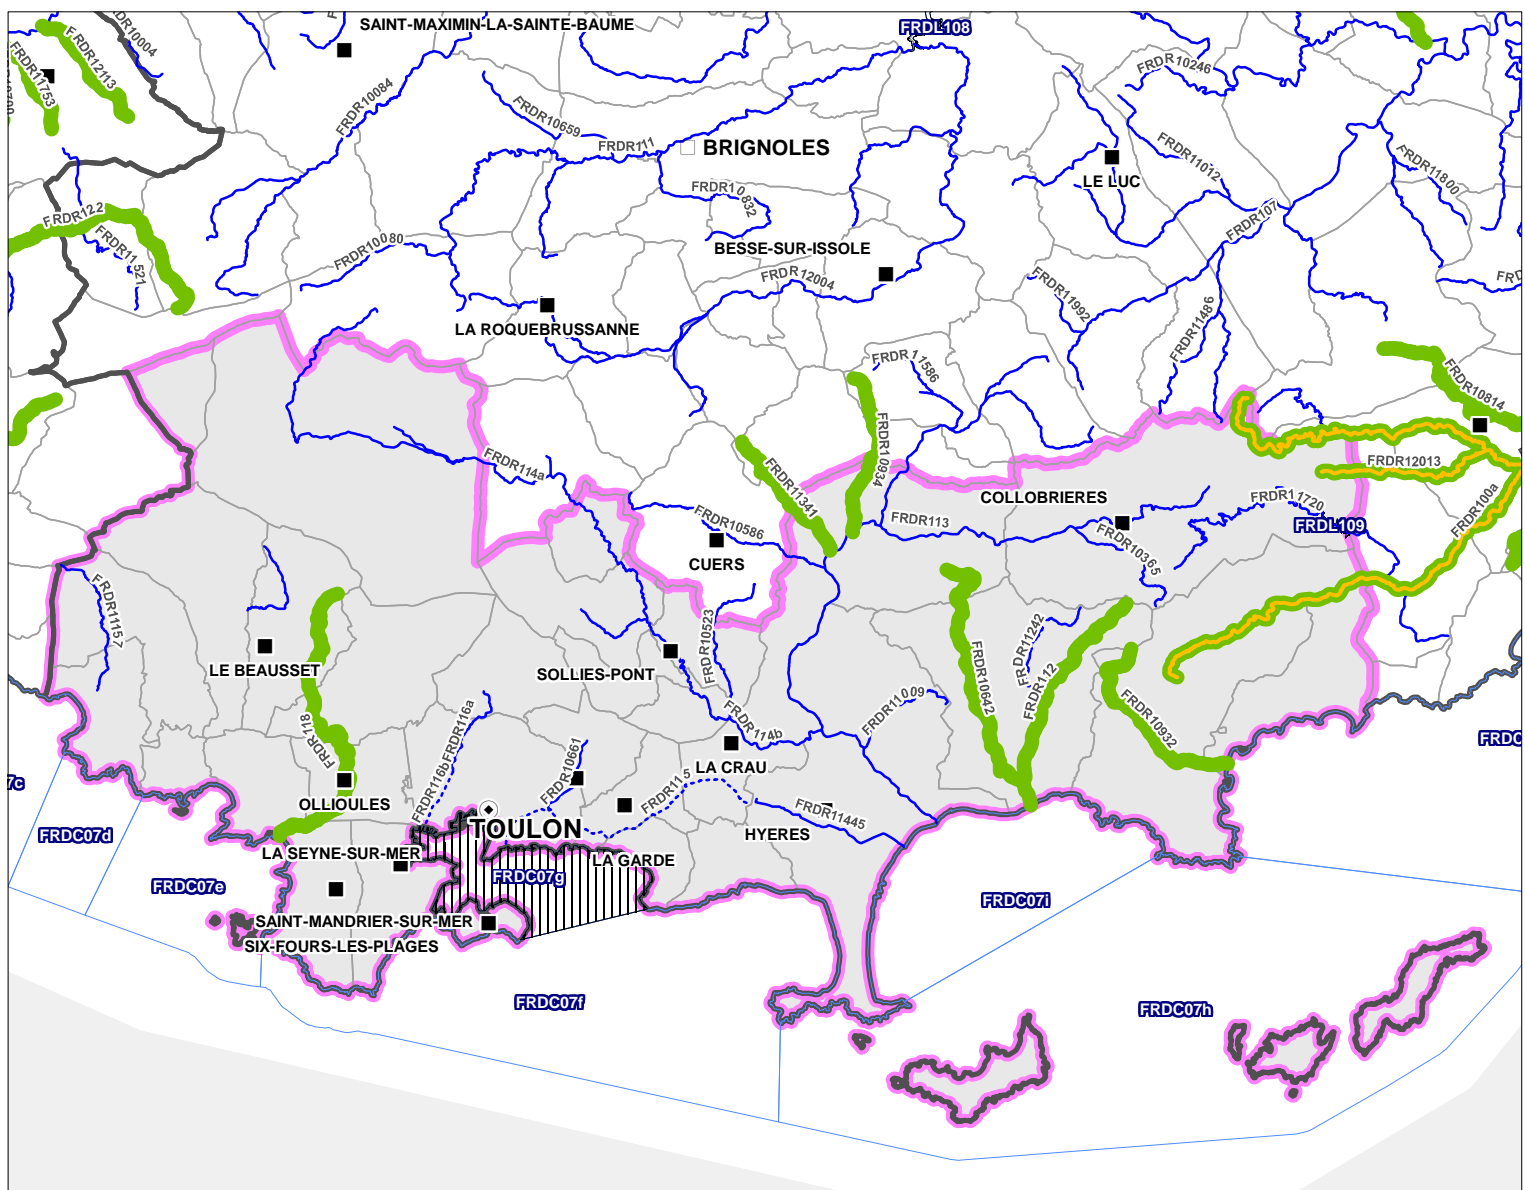 SAINT-MAXIMIN-LA-SAINTE-BAUME
FRDL108
FRDR10004
FRDR12113
FRDR11753
FRDR10246
FRDR10084
FRDR10659
FRDR111
BRIGNOLES
FRDR11012
LE LUC
FRDR11800
FRDR10832
FRDR122
FRDR11521
FRDR10080
BESSE-SUR-ISSOLE
FRDR107
FRDR12004
FRDR11992
FRDR11486
LA ROQUEBRUSSANNE
FRDR11586
FRDR10814
FRDR10934
FRDR114a
FRDR11341
FRDR12013
COLLOBRIERES
FRDR11720
FRDR100a
FRDR10586
FRDR113
FRDL109
FRDR10365
CUERS
FRDR11157
FRDR10523
FRDR11242
LE BEAUSSET
SOLLIES-PONT
FRDR10642
FRDR112
FRDR11009
FRDR10932
FRDR118
FRDR116a
FRDR114b
FRDR116b
FRDR10661
LA CRAU
FRDC
7c
OLLIOULES
FRDR115
FRDR11445
FRDC07d
TOULON
HYERES
LA SEYNE-SUR-MER
LA GARDE
FRDC07e
FRDC07g
FRDC07i
SAINT-MANDRIER-SUR-MER
SIX-FOURS-LES-PLAGES
FRDC07f
FRDC07h